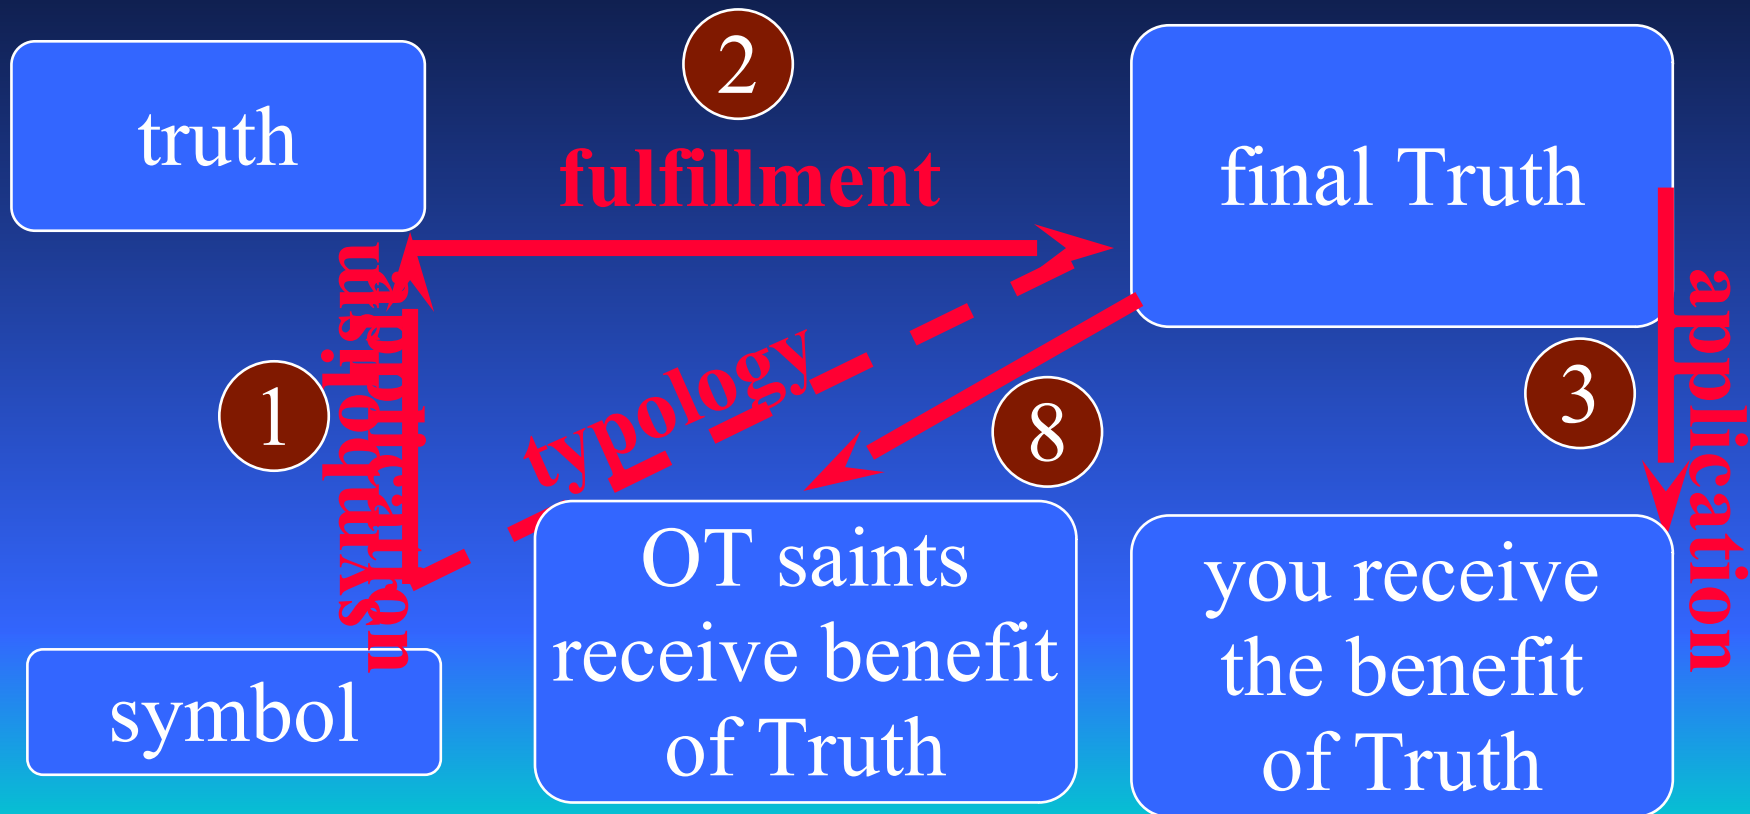 2
truth
fulfillment
final Truth
symbolism
application
typology
1
8
3
OT saints
receive benefit
of Truth
you receive
the benefit
of Truth
symbol